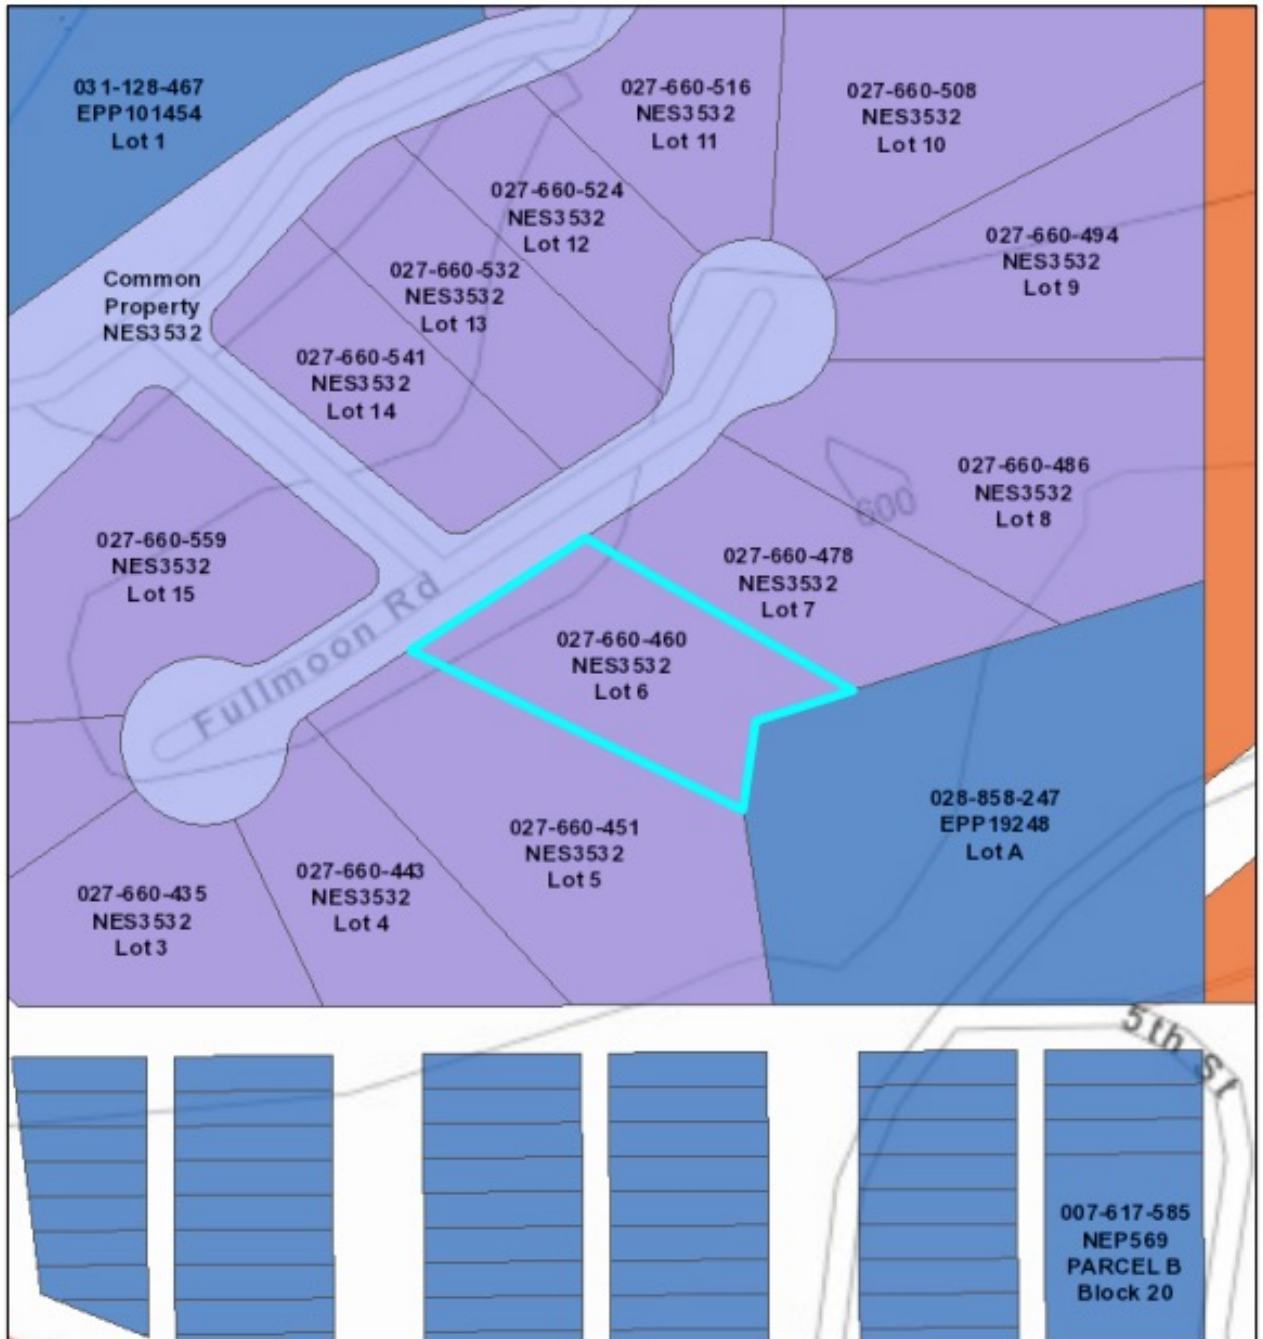 031-128-467
EPP101454
Lot 1
027-660-516
NES3532
Lot 11
027-660-508
NES3532
Lot 10
027-660-524
NES3532
Lot 12
027-660-494
NES3532
Lot 9
027-660-532
NES3532
Lot 13
Common
Property
NES3532
027-660-541
NES3532
Lot 14
027-660-486
NES3532
Lot 8
600
027-660-559
NES3532
Lot 15
027-660-478
NES3532
Lot 7
Fullmoon Rd
027-660-460
NES3532
Lot 6
028-858-247
EPP19248
Lot A
027-660-451
NES3532
Lot 5
027-660-443
NES3532
Lot 4
027-660-435
NES3532
Lot 3
5th St
007-617-585
NEP569
PARCEL B
Block 20